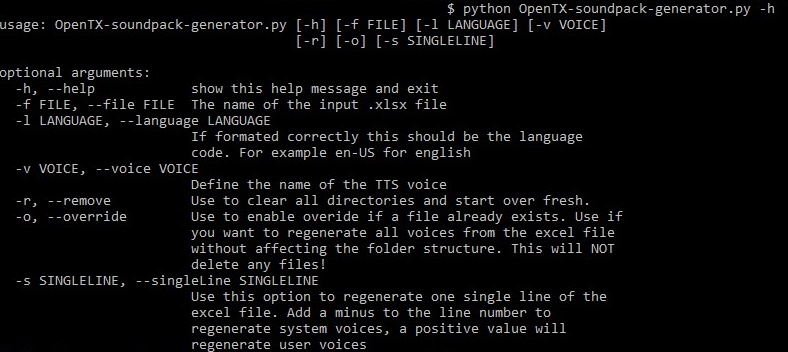 $ python OpenTX-soundpack-generator.py -h
usage: OpenTX-soundpack-generator.py [-h] [-f FILE] [-l LANGUAGE] [-v VOICE]
[-r] [-o] [-s SINGLELINE]
optional arguments:
-h, --help show this help message and exit
-f FILE, --file FILE The name of the input .xlsx file
-l LANGUAGE, --language LANGUAGE
If formated correctly this should be the language
code. For example en-US for english
-v VOICE, --voice VOICE
Define the name of the TTS voice
-r, --remove Use to clear all directories and start over fresh.
-o, --override Use to enable overide if a file already exists. Use if
you want to regenerate all voices from the excel file
without affecting the folder structure. This will NOT
delete any files!
-s SINGLELINE, --singleLine SINGLELINE
Use this option to regenerate one single line of the
excel file. Add a minus to the line number to
regenerate system voices, a positive value will
regenerate user voices